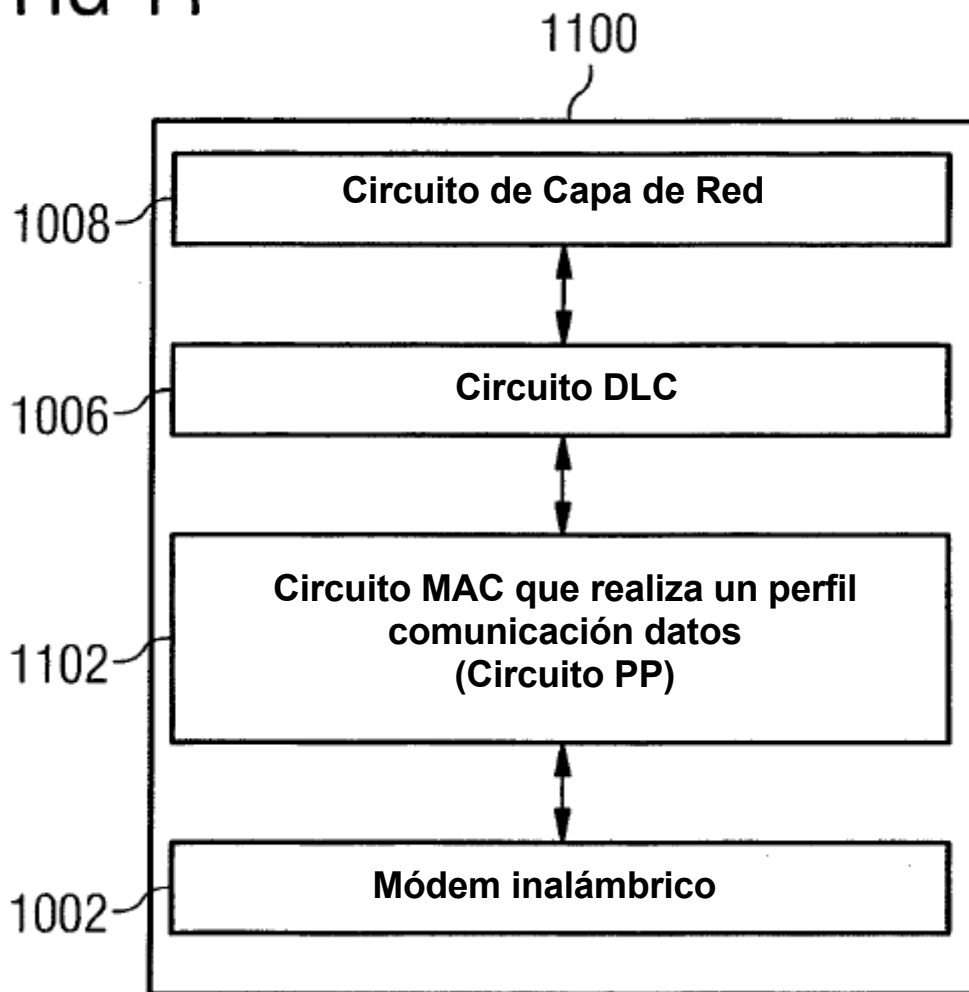 1100
1008
Circuito de Capa de Red
1006
Circuito DLC
Circuito MAC que realiza un perfil
comunicación datos
(Circuito PP)
1102
Módem inalámbrico
1002